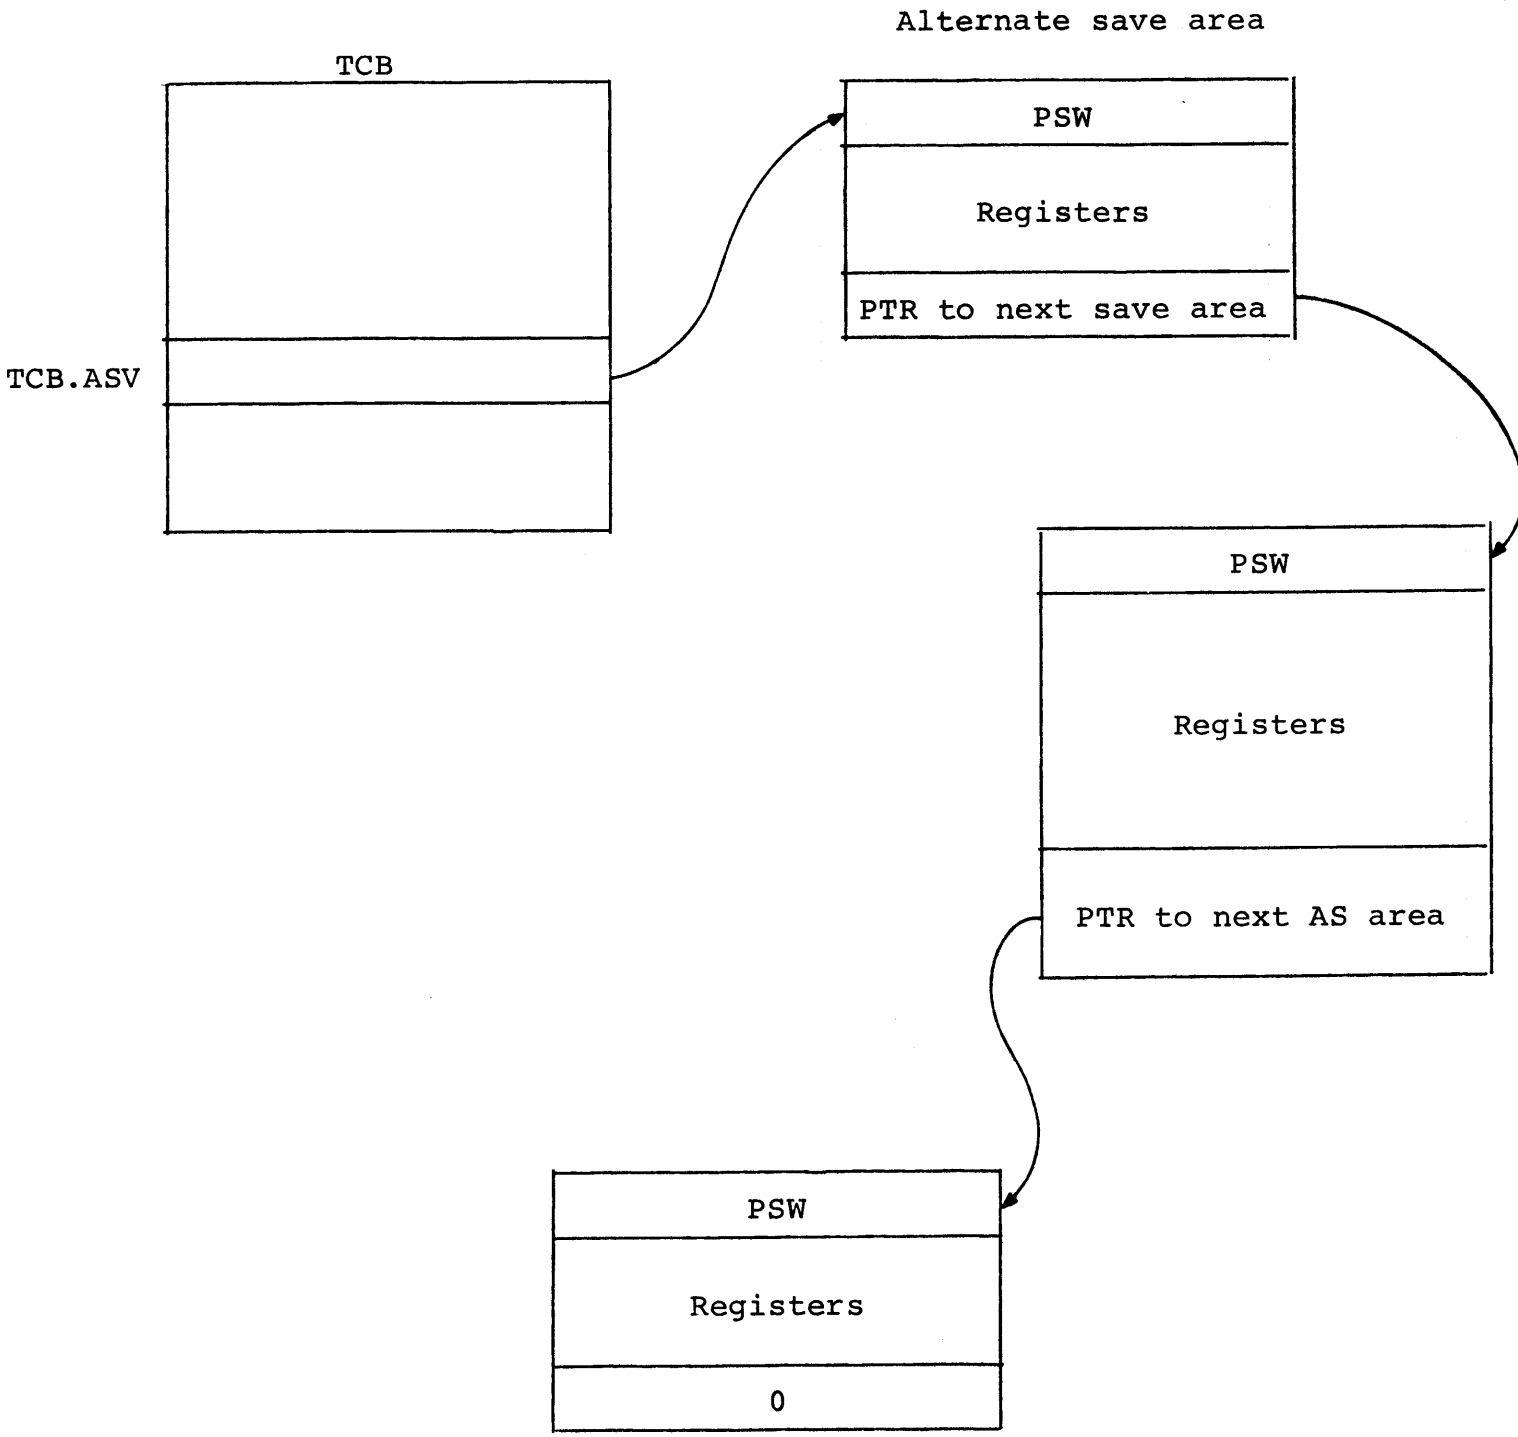 Alternate save area
TCB
PSW
Registers
PTR to next save area
TCB.ASV
PSW
Registers
PTR to next AS area
PSW
Registers
0